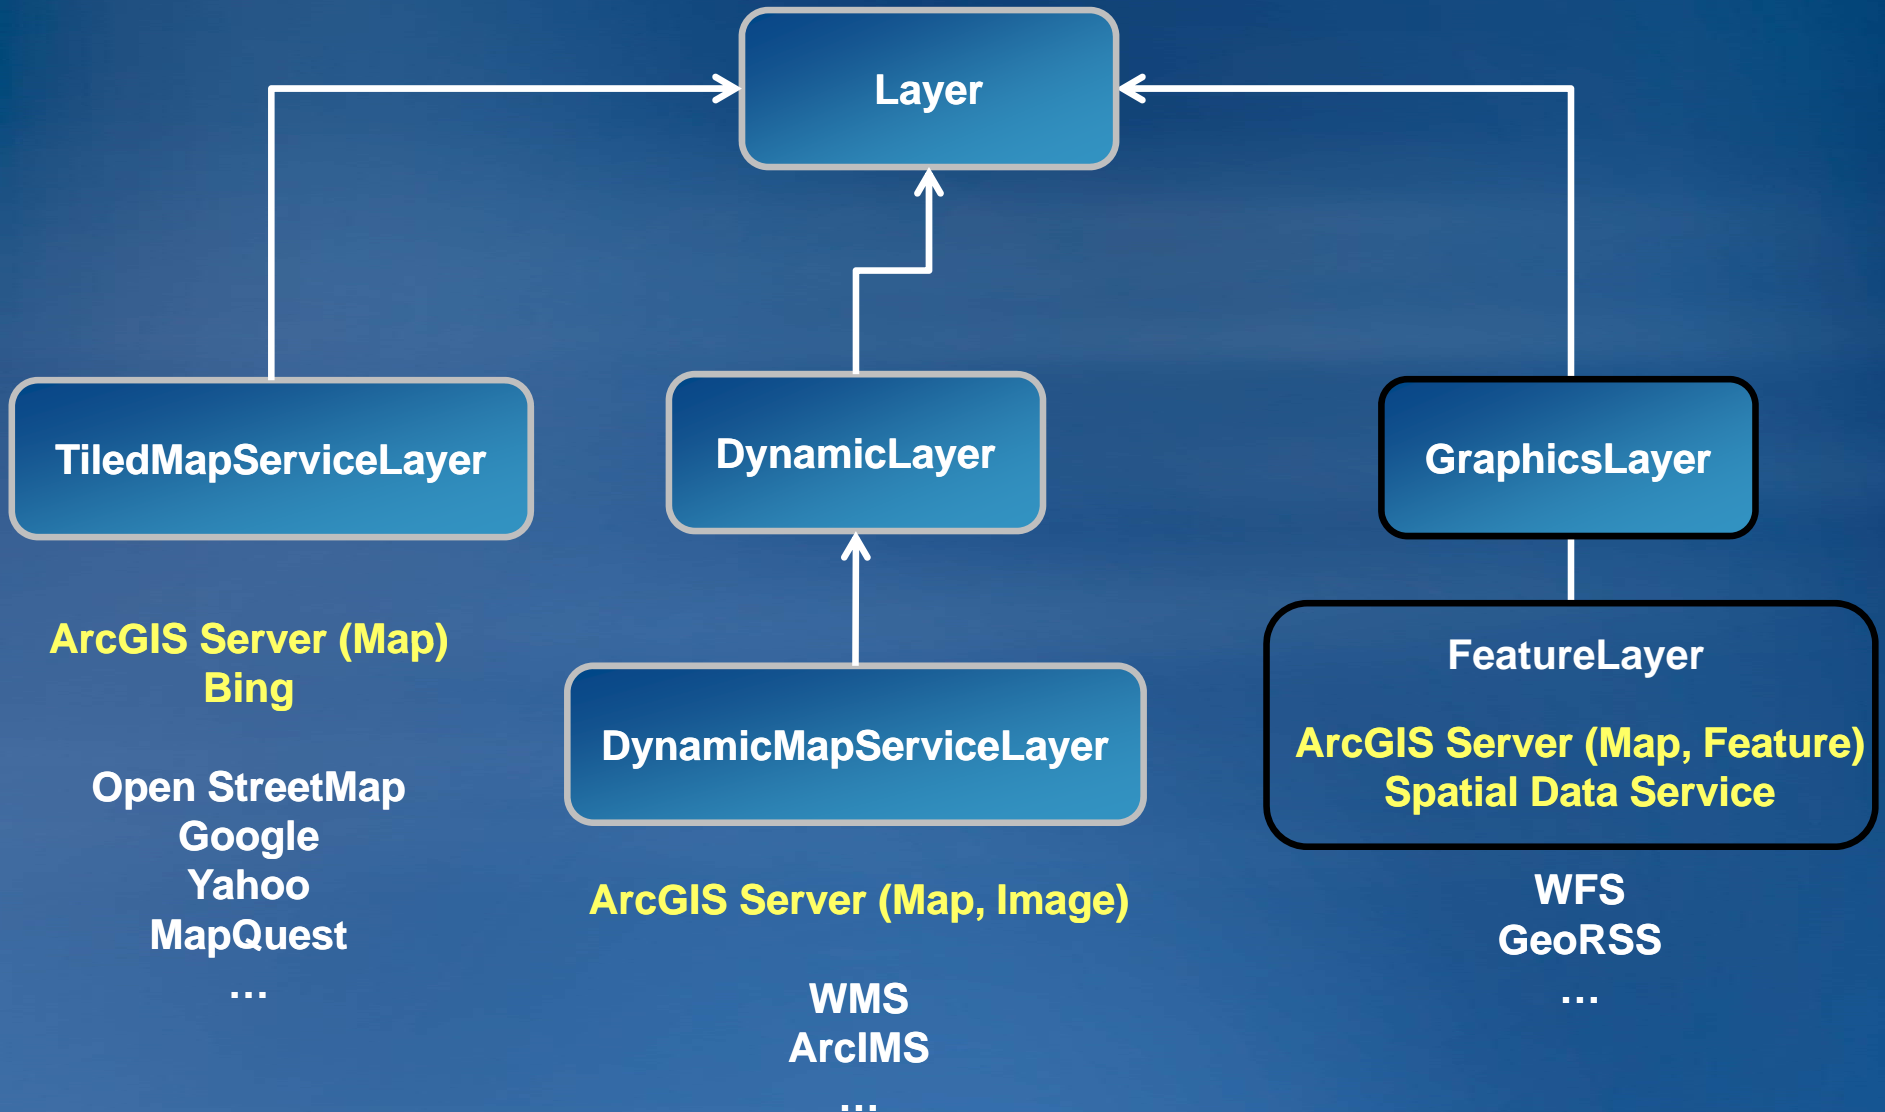 Layer
TiledMapServiceLayer
DynamicLayer
GraphicsLayer
ArcGIS Server (Map)
Bing
Open StreetMap
Google
Yahoo
MapQuest
…
DynamicMapServiceLayer
ArcGIS Server (Map, Image)
WMS
ArcIMS
…
FeatureLayer
ArcGIS Server (Map, Feature)
Spatial Data Service
WFS
GeoRSS
…